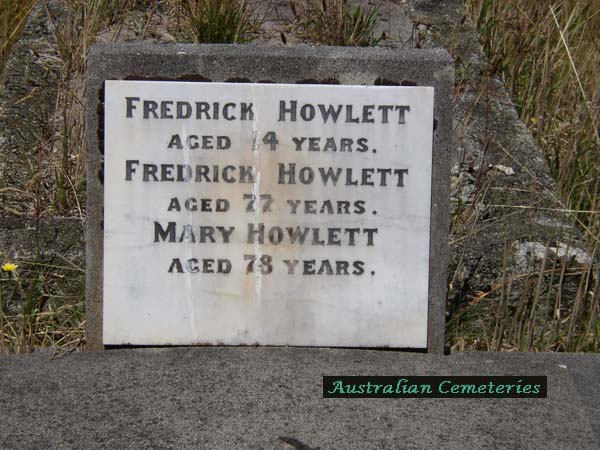 Fredrick Howlett
aged 14 years.
Fredrick Howlett
aged 77 years.
Mary Howlett
aged 78 years.
Australian Cemeteries